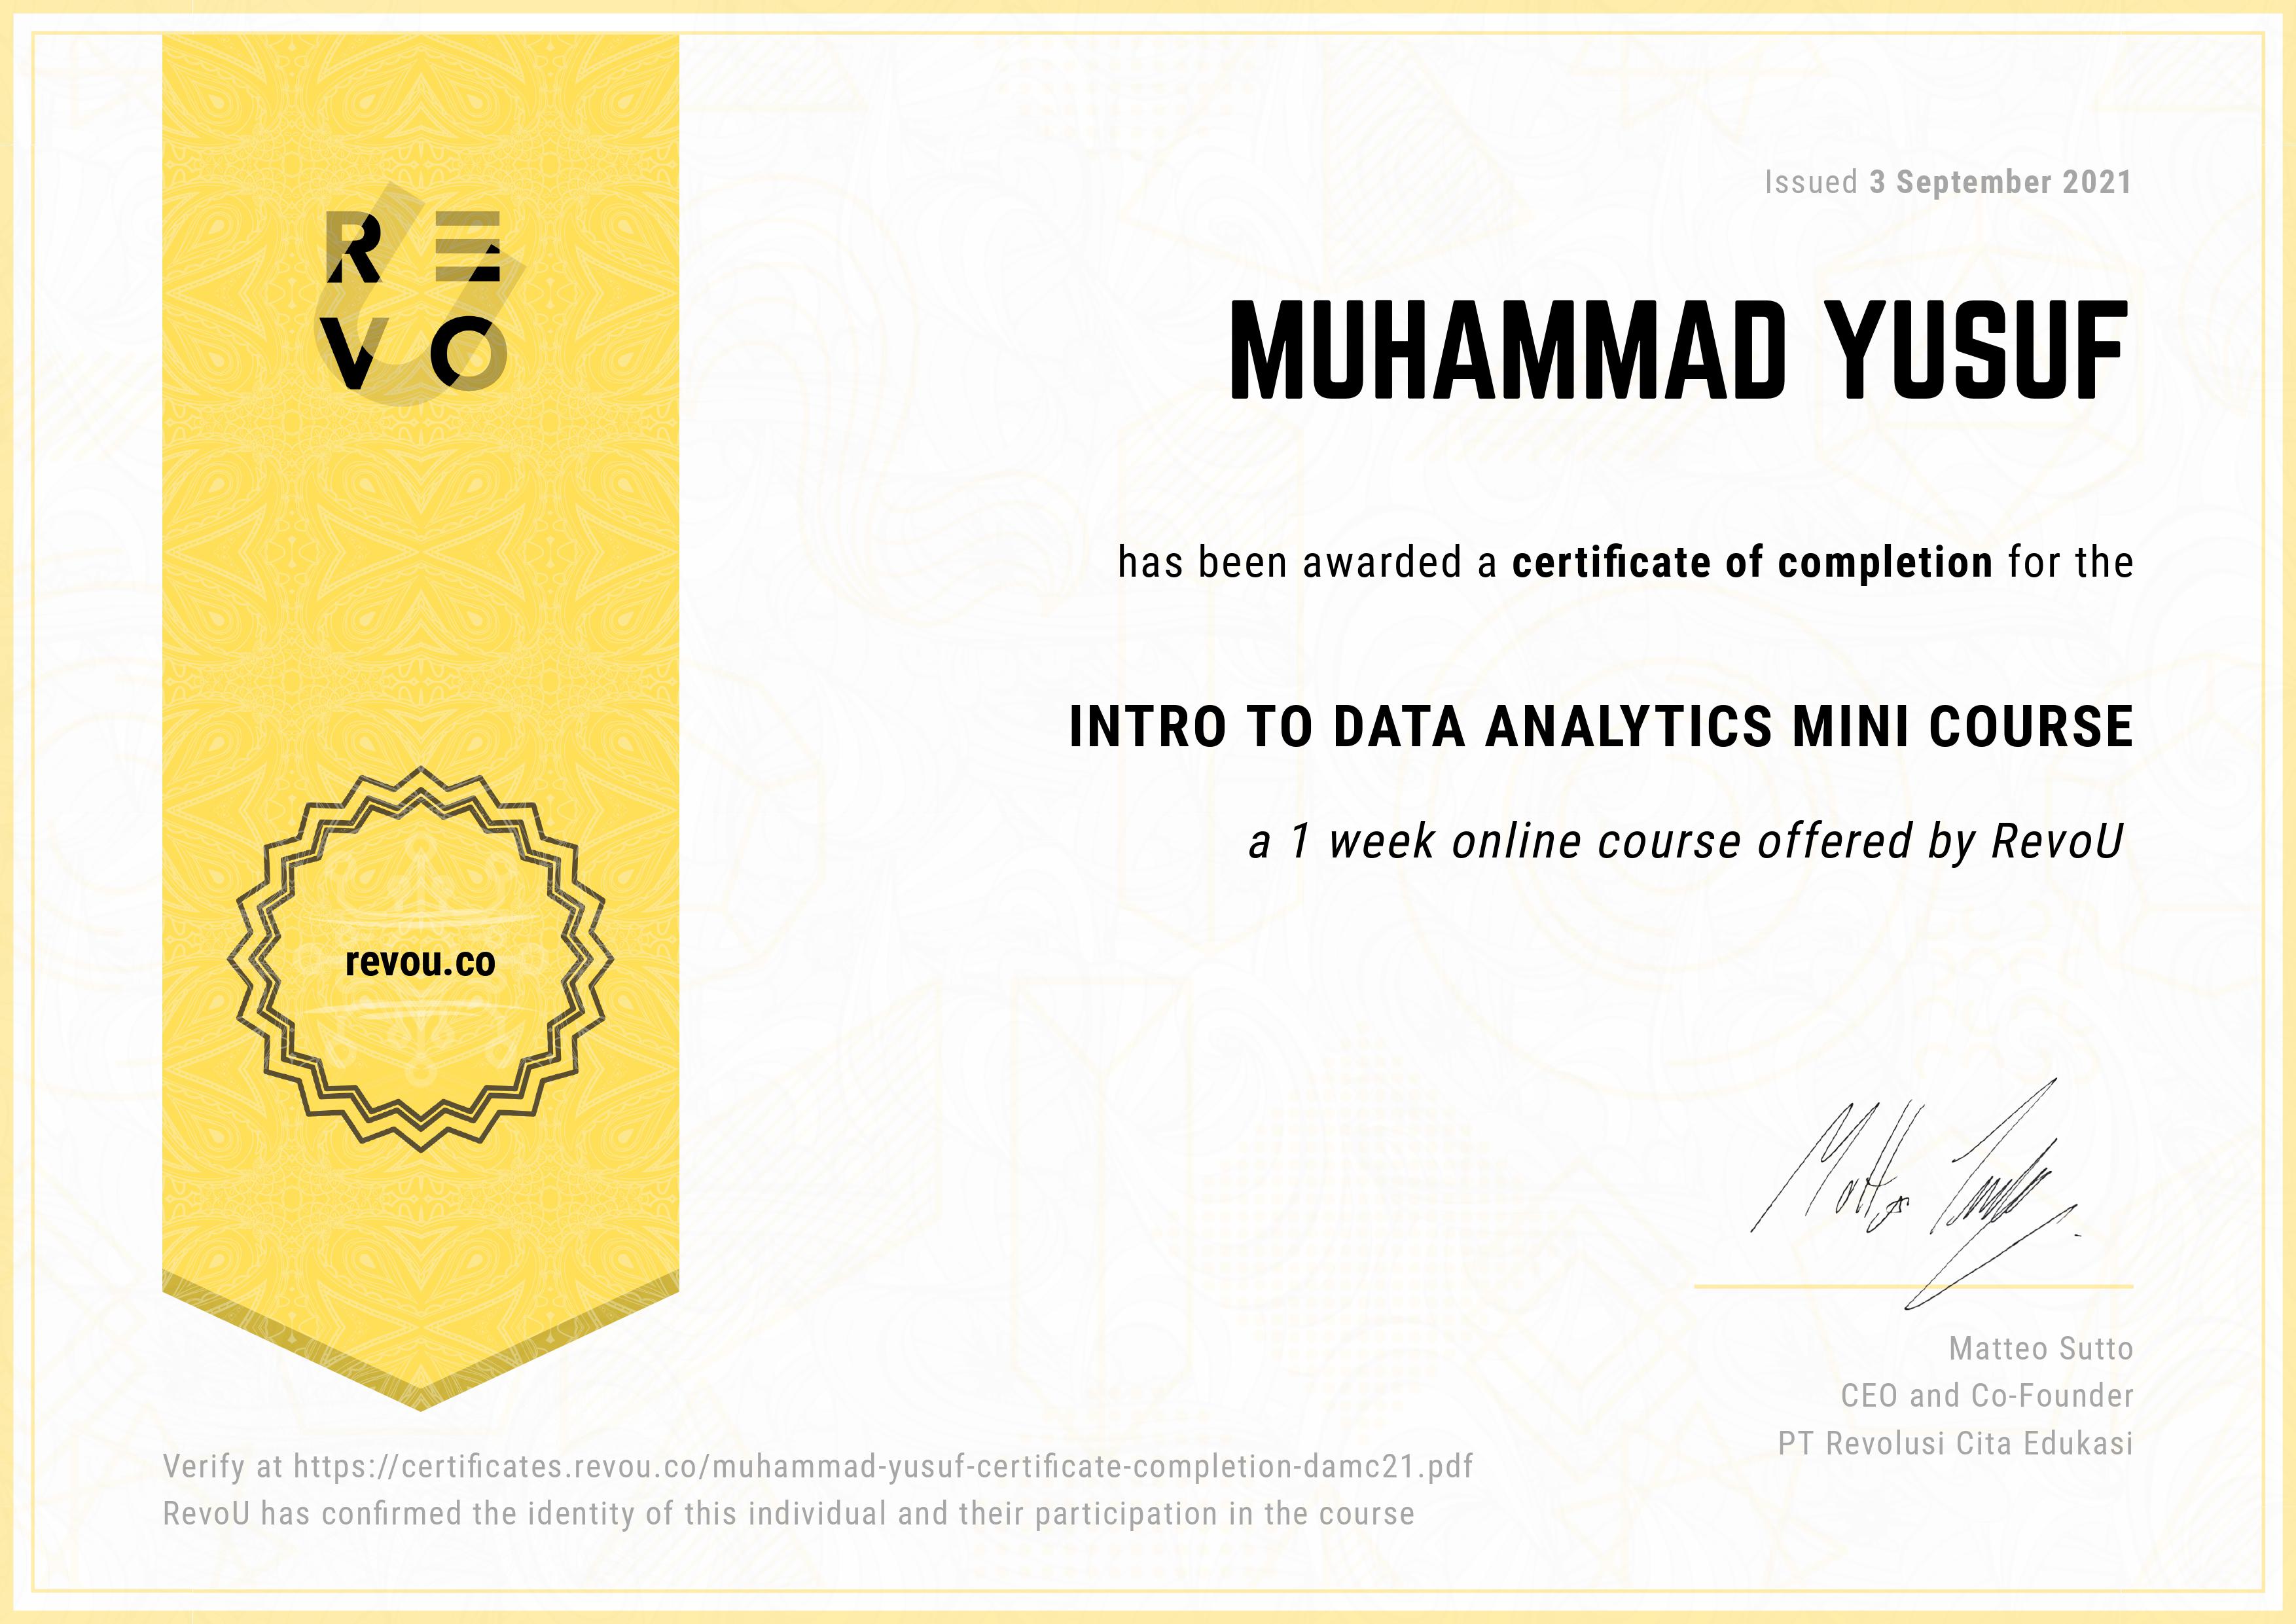 RE
VO
Issued 3 September 2021
MUHAMMAD YUSUF
has been awarded a certificate of completion for the
INTRO TO DATA ANALYTICS MINI COURSE
a 1 week online course offered by RevoU
revou.co
Matteo Sutto
CEO and Co-Founder
PT Revolusi Cita Edukasi
Verify at https://certificates.revou.co/muhammad-yusuf-certificate-completion-damc21.pdf
RevoU has confirmed the identity of this individual and their participation in the course